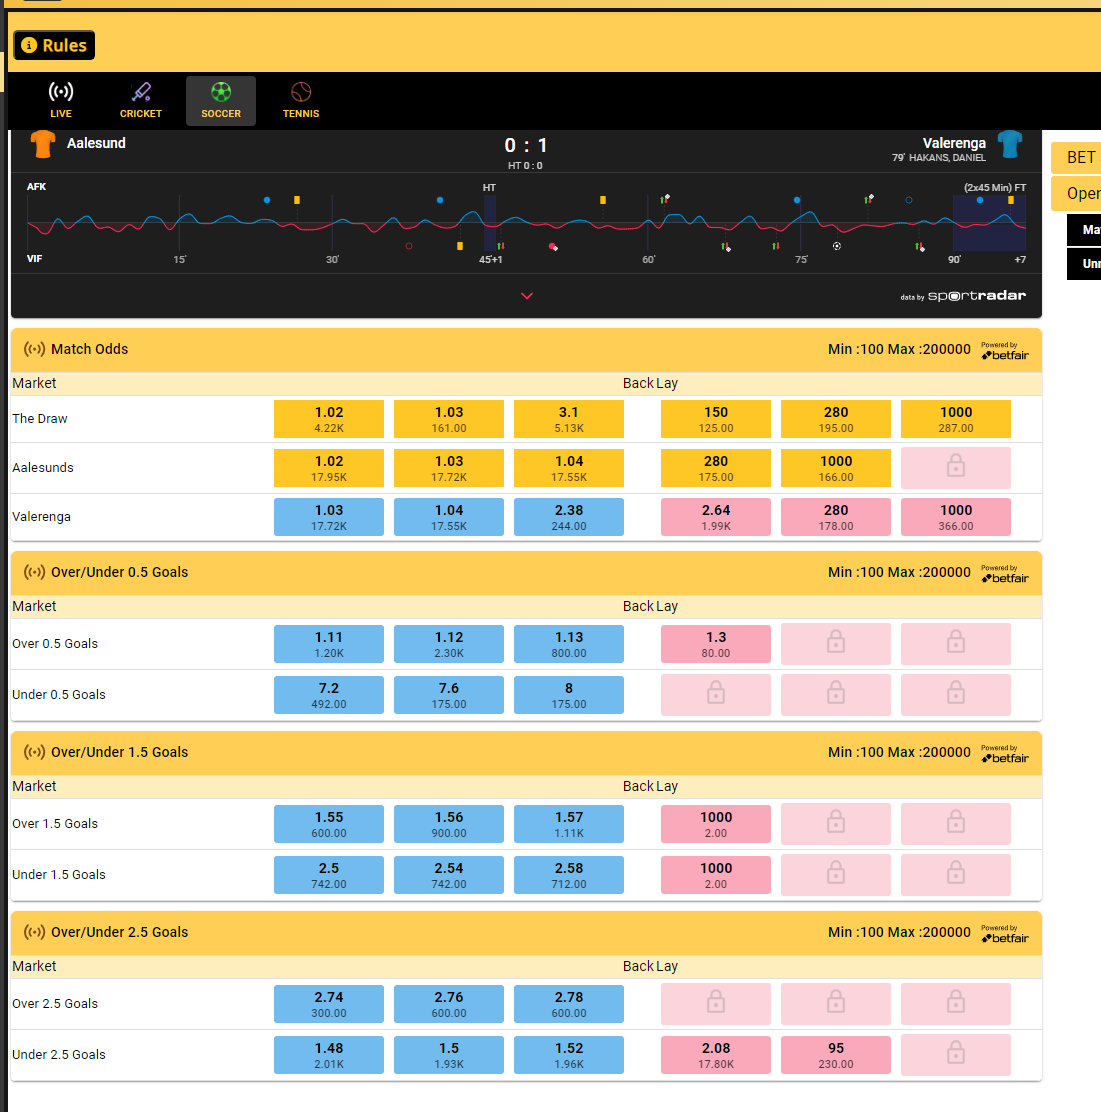 Rules
LIVE
CRICKET
SOCCER
TENNIS
Aalesund
0 : 1
HT 0 : 0
Valerenga
79' HAKANS, DANIEL
AFK
HT
(2x45 Min) FT
VIF
15'
30'
45'+1
60'
75'
90'
+7
data by sportradar
BET
Match Odds Min :100 Max :200000 Powered by betfair
Market Back Lay
The Draw 1.02 1.03 3.1 150 280 1000
4.22K 161.00 5.13K 125.00 195.00 287.00
Aalesunds 1.02 1.03 1.04 280 1000
17.95K 17.72K 17.55K 175.00 166.00
Valerenga 1.03 1.04 2.38 2.64 280 1000
17.72K 17.55K 244.00 1.99K 178.00 366.00
Over/Under 0.5 Goals Min :100 Max :200000 Powered by betfair
Market Back Lay
Over 0.5 Goals 1.11 1.12 1.13 1.3
1.20K 2.30K 800.00 80.00
Under 0.5 Goals 7.2 7.6 8
492.00 175.00 175.00
Over/Under 1.5 Goals Min :100 Max :200000 Powered by betfair
Market Back Lay
Over 1.5 Goals 1.55 1.56 1.57 1000
600.00 900.00 1.11K 2.00
Under 1.5 Goals 2.5 2.54 2.58 1000
742.00 742.00 712.00 2.00
Over/Under 2.5 Goals Min :100 Max :200000 Powered by betfair
Market Back Lay
Over 2.5 Goals 2.74 2.76 2.78
300.00 600.00 600.00
Under 2.5 Goals 1.48 1.5 1.52 2.08 95
2.01K 1.93K 1.96K 17.80K 230.00